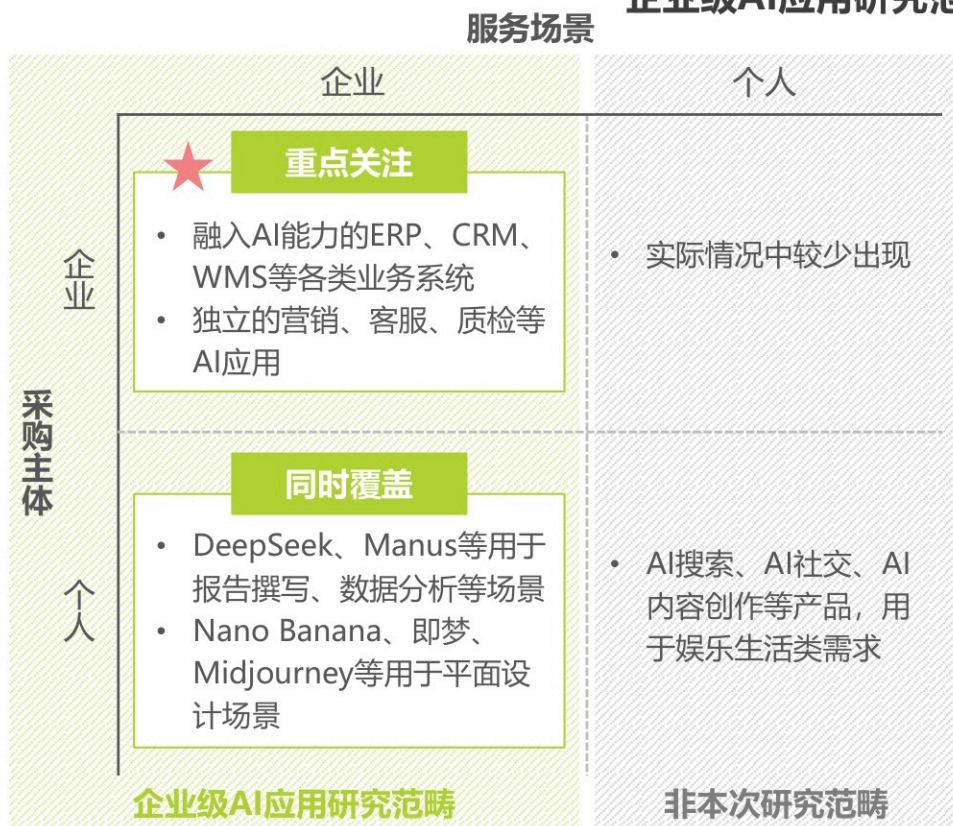 企业级AI应用研究范
服务场景
企业
个人
采购主体
企业
重点关注
• 融入AI能力的ERP、CRM、
WMS等各类业务系统
• 独立的营销、客服、质检等
AI应用
• 实际情况中较少出现
个人
同时覆盖
• DeepSeek、Manus等用于
报告撰写、数据分析等场景
• Nano Banana、即梦、
Midjourney等用于平面设
计场景
• AI搜索、AI社交、AI
内容创作等产品，用
于娱乐生活类需求
企业级AI应用研究范畴
非本次研究范畴